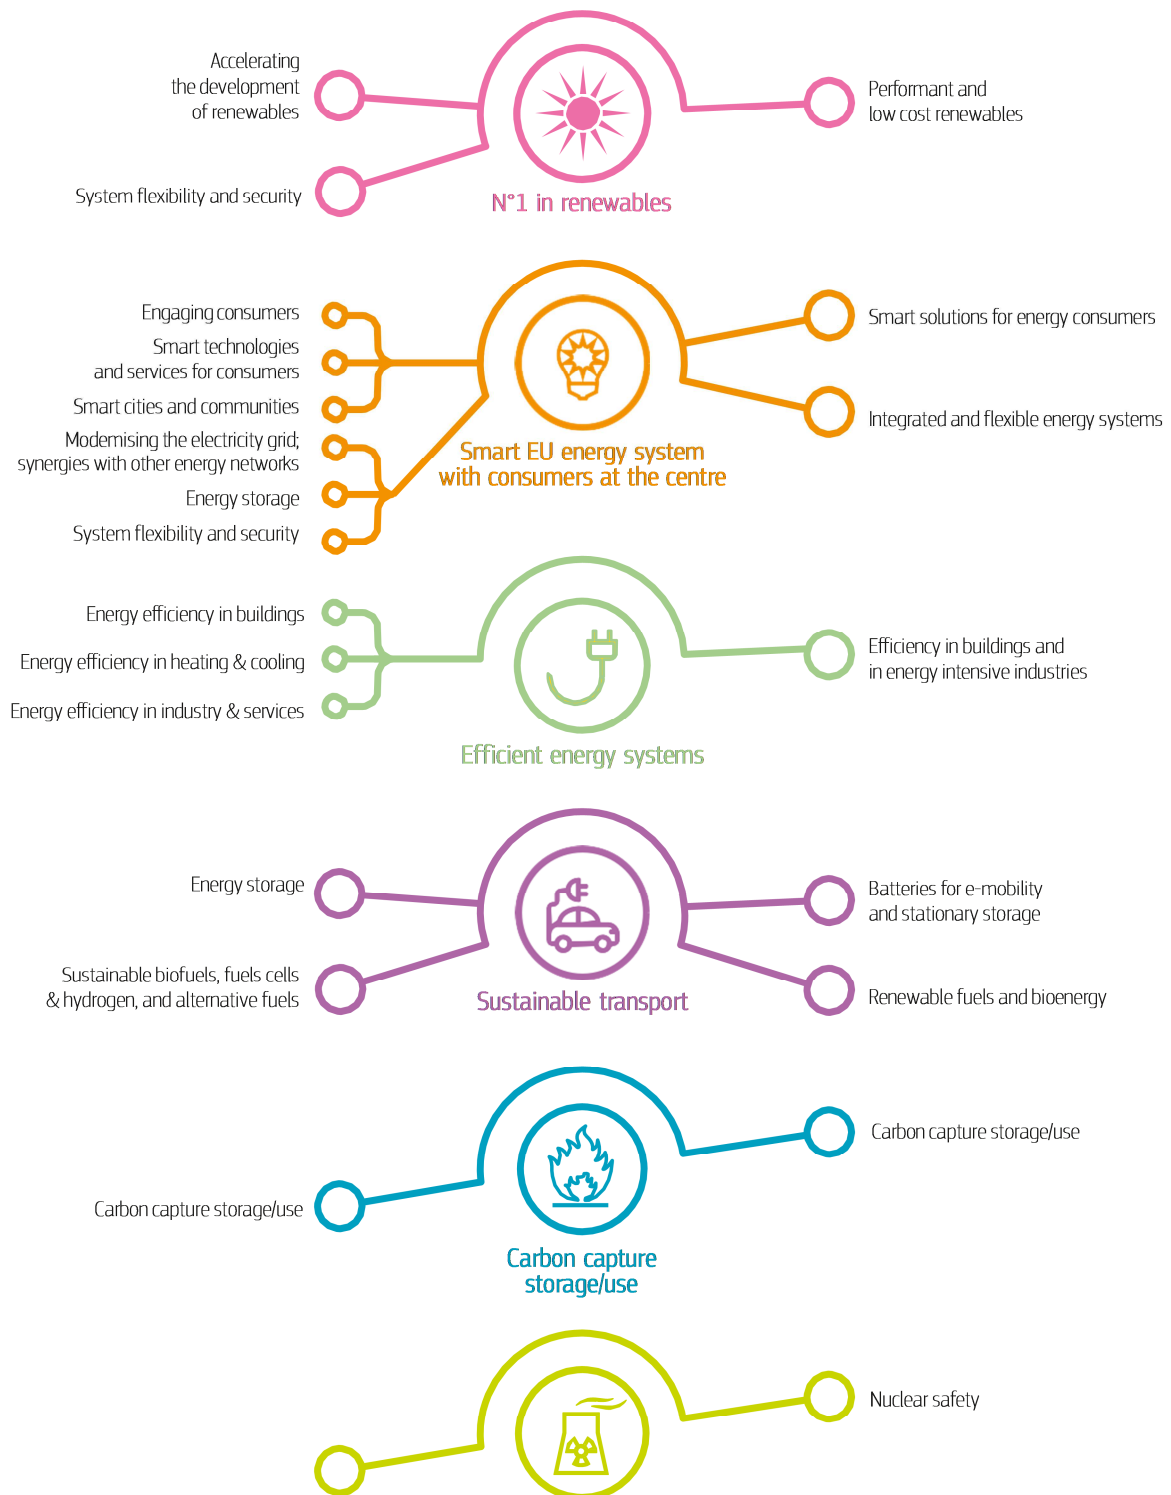 Accelerating
the development
of renewables
System flexibility and security
N°1 in renewables
Performant and
low cost renewables
Engaging consumers
Smart technologies
and services for consumers
Smart cities and communities
Modernising the electricity grid;
synergies with other energy networks
Energy storage
System flexibility and security
Smart EU energy system
with consumers at the centre
Smart solutions for energy consumers
Integrated and flexible energy systems
Energy efficiency in buildings
Energy efficiency in heating & cooling
Energy efficiency in industry & services
Efficient energy systems
Efficiency in buildings and
in energy intensive industries
Energy storage
Sustainable biofuels, fuels cells
& hydrogen, and alternative fuels
Sustainable transport
Batteries for e-mobility
and stationary storage
Renewable fuels and bioenergy
Carbon capture storage/use
Carbon capture
storage/use
Carbon capture storage/use
Nuclear safety